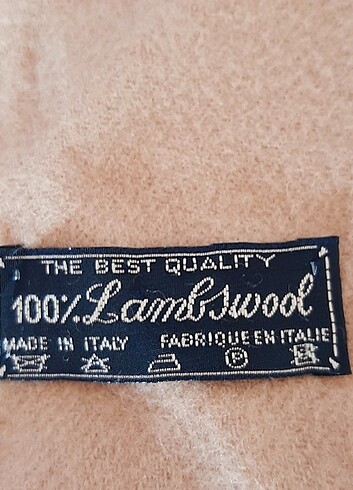 THE BEST QUALITY
100% Lambswool
MADE IN ITALY FABRIQUE EN ITALIE
P